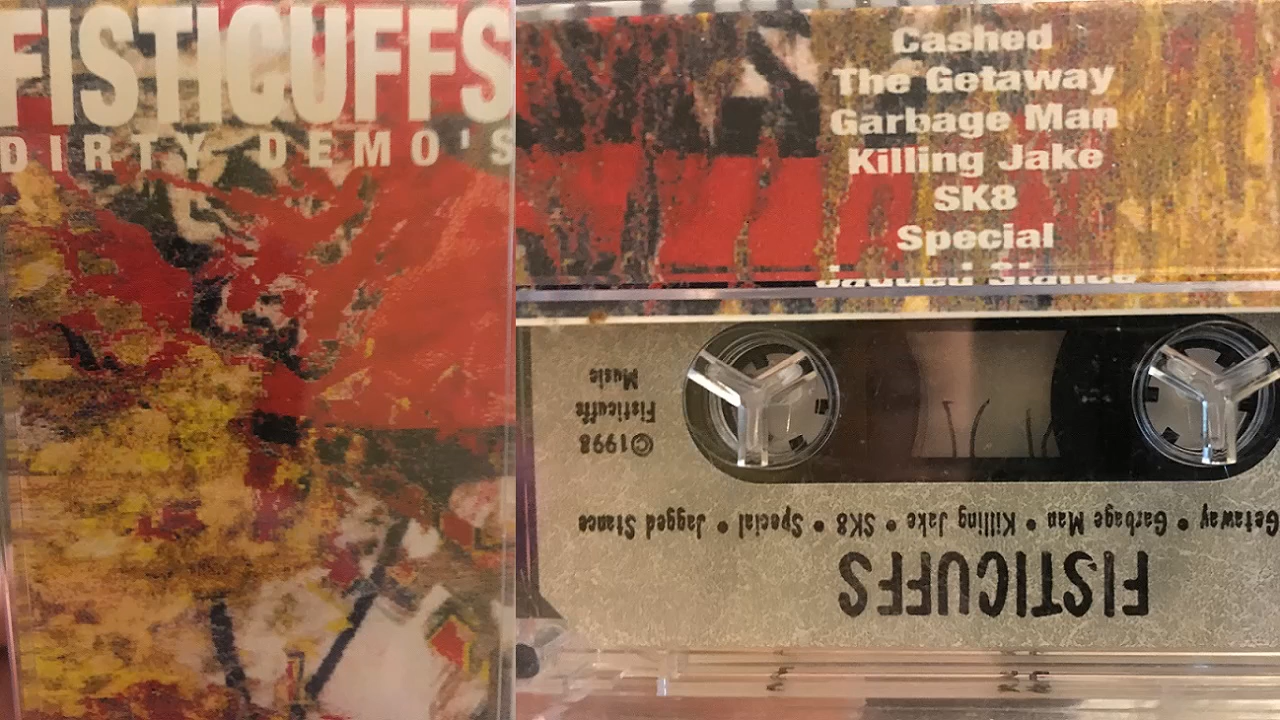 FISTICUFFS
DIRTY DEMO'S
Cashed
The Getaway
Garbage Man
Killing Jake
SK8
Special
Jagged Stance
FISTICUFFS
Getaway • Garbage Man • Killing Jake • SK8 • Special • Jagged Stance
©1998
Fisticuffs
Music